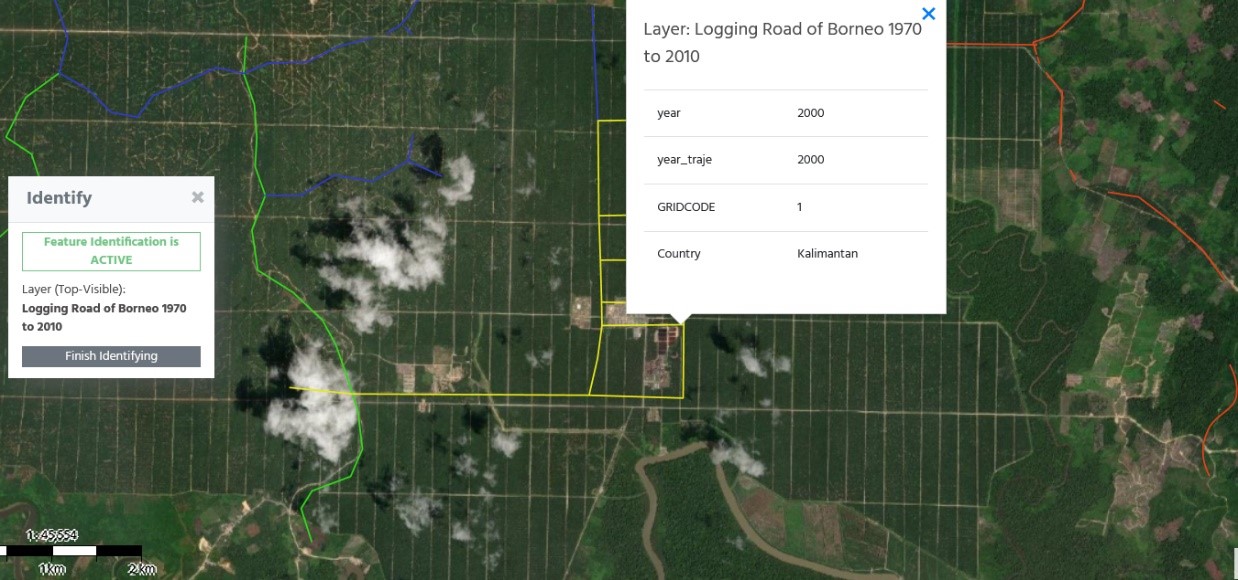 Layer: Logging Road of Borneo 1970
to 2010
year 2000
year_traje 2000
GRIDCODE 1
Country Kalimantan
Identify
Feature Identification is
ACTIVE
Layer (Top-Visible):
Logging Road of Borneo 1970
to 2010
Finish Identifying
1: 45,554
1km 2km